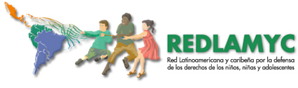 REDLAMYC
Red Latinoamericana y caribeña por la defensa
de los derechos de los niños, niñas y adolescentes